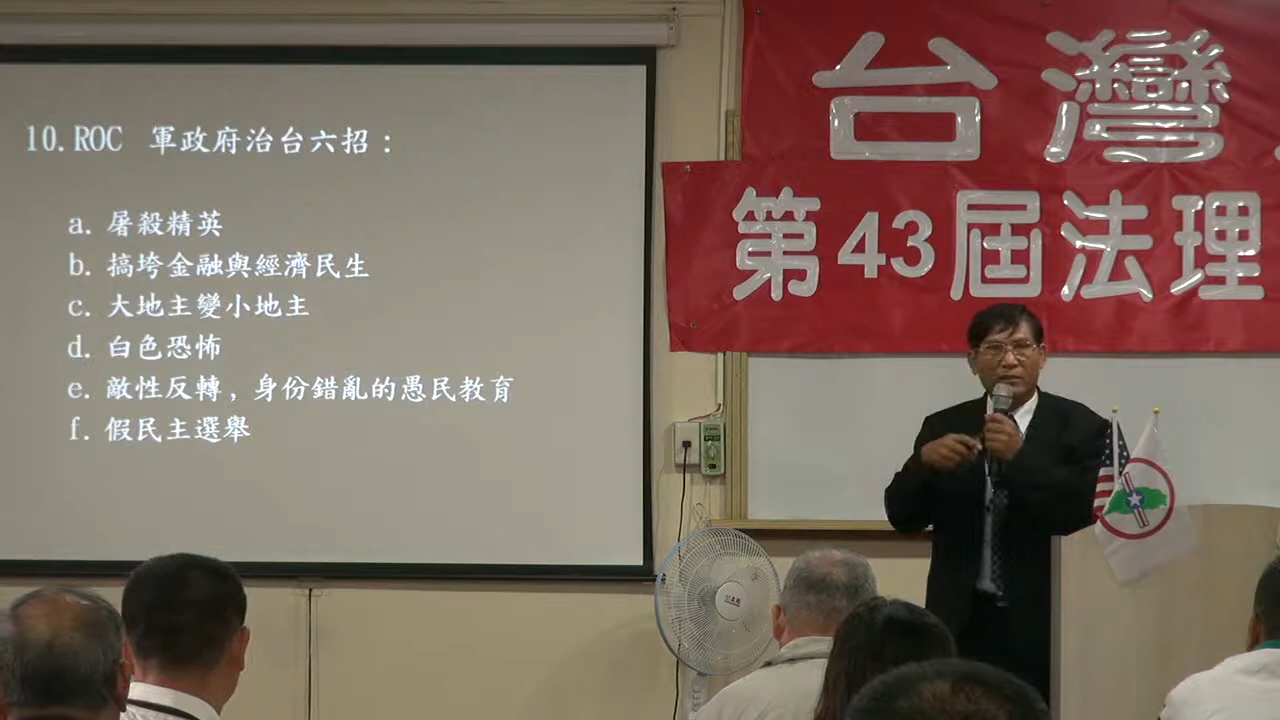 10. ROC 軍政府治台六招：
a. 屠殺精英
b. 搞垮金融與經濟民生
c. 大地主變小地主
d. 白色恐怖
e. 敵性反轉，身份錯亂的愚民教育
f. 假民主選舉
台灣
第43屆法理